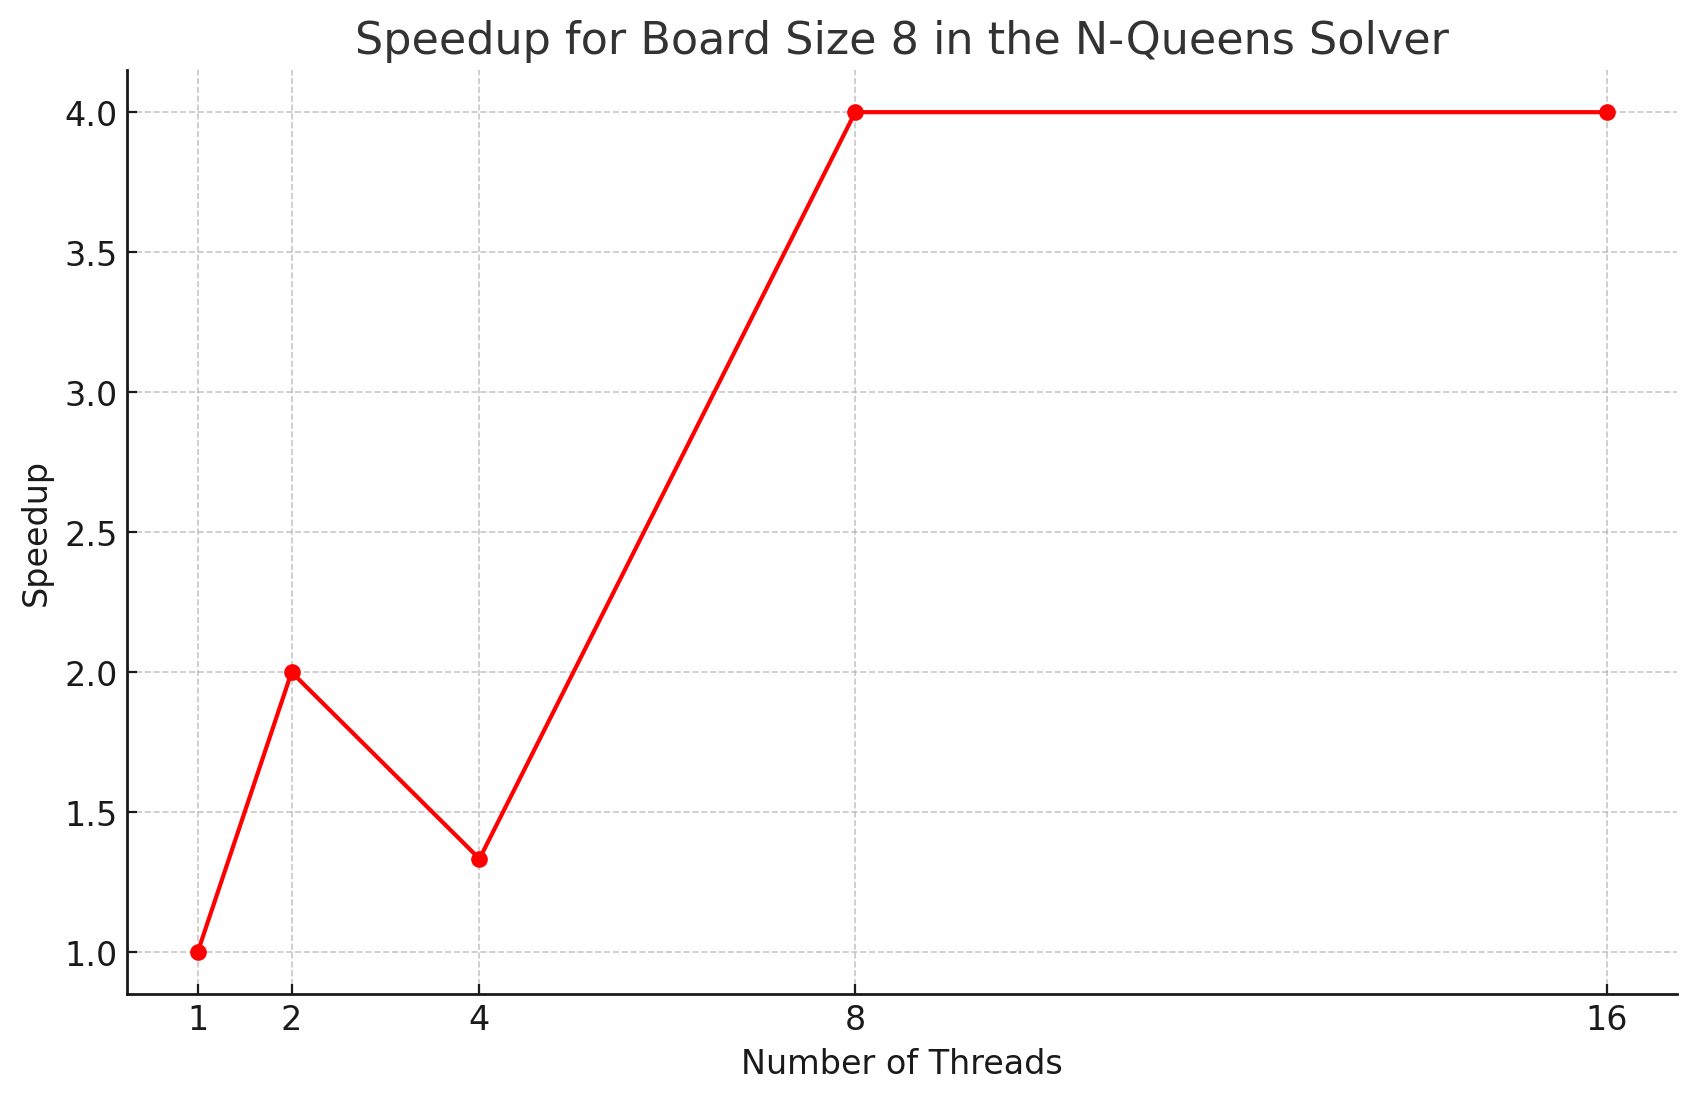 Speedup for Board Size 8 in the N-Queens Solver
4.0
3.5
3.0
2.5
2.0
1.5
1.0
Speedup
1 2 4 8 16
Number of Threads